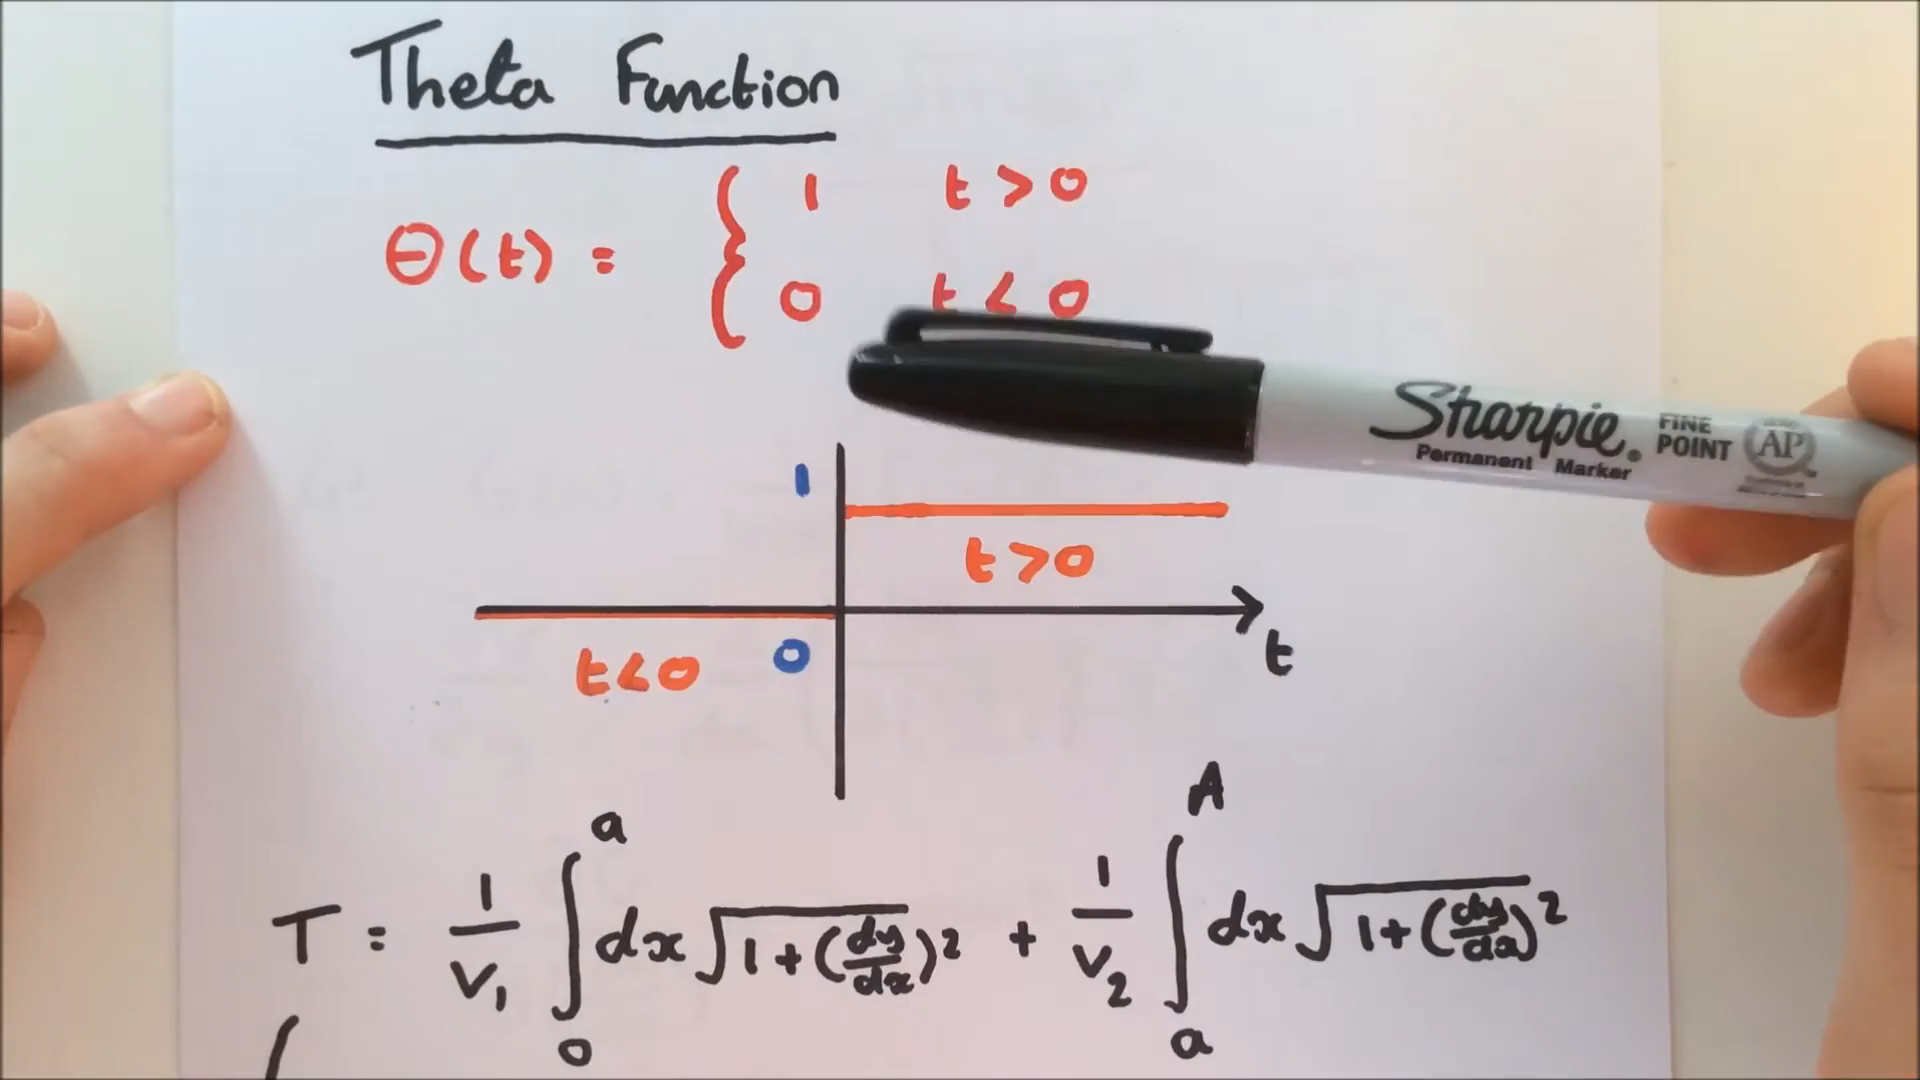 Theta Function
Θ(t) = { 1 t > 0
0 t < 0
Sharpie. FINE POINT AP
Permanent Marker
1
t > 0
t < 0 0
t
T = 1/V₁ ∫₀ᵃ dx √1+(dy/dx)² + 1/V₂ ∫ₐᴬ dx √1+(dy/dx)²